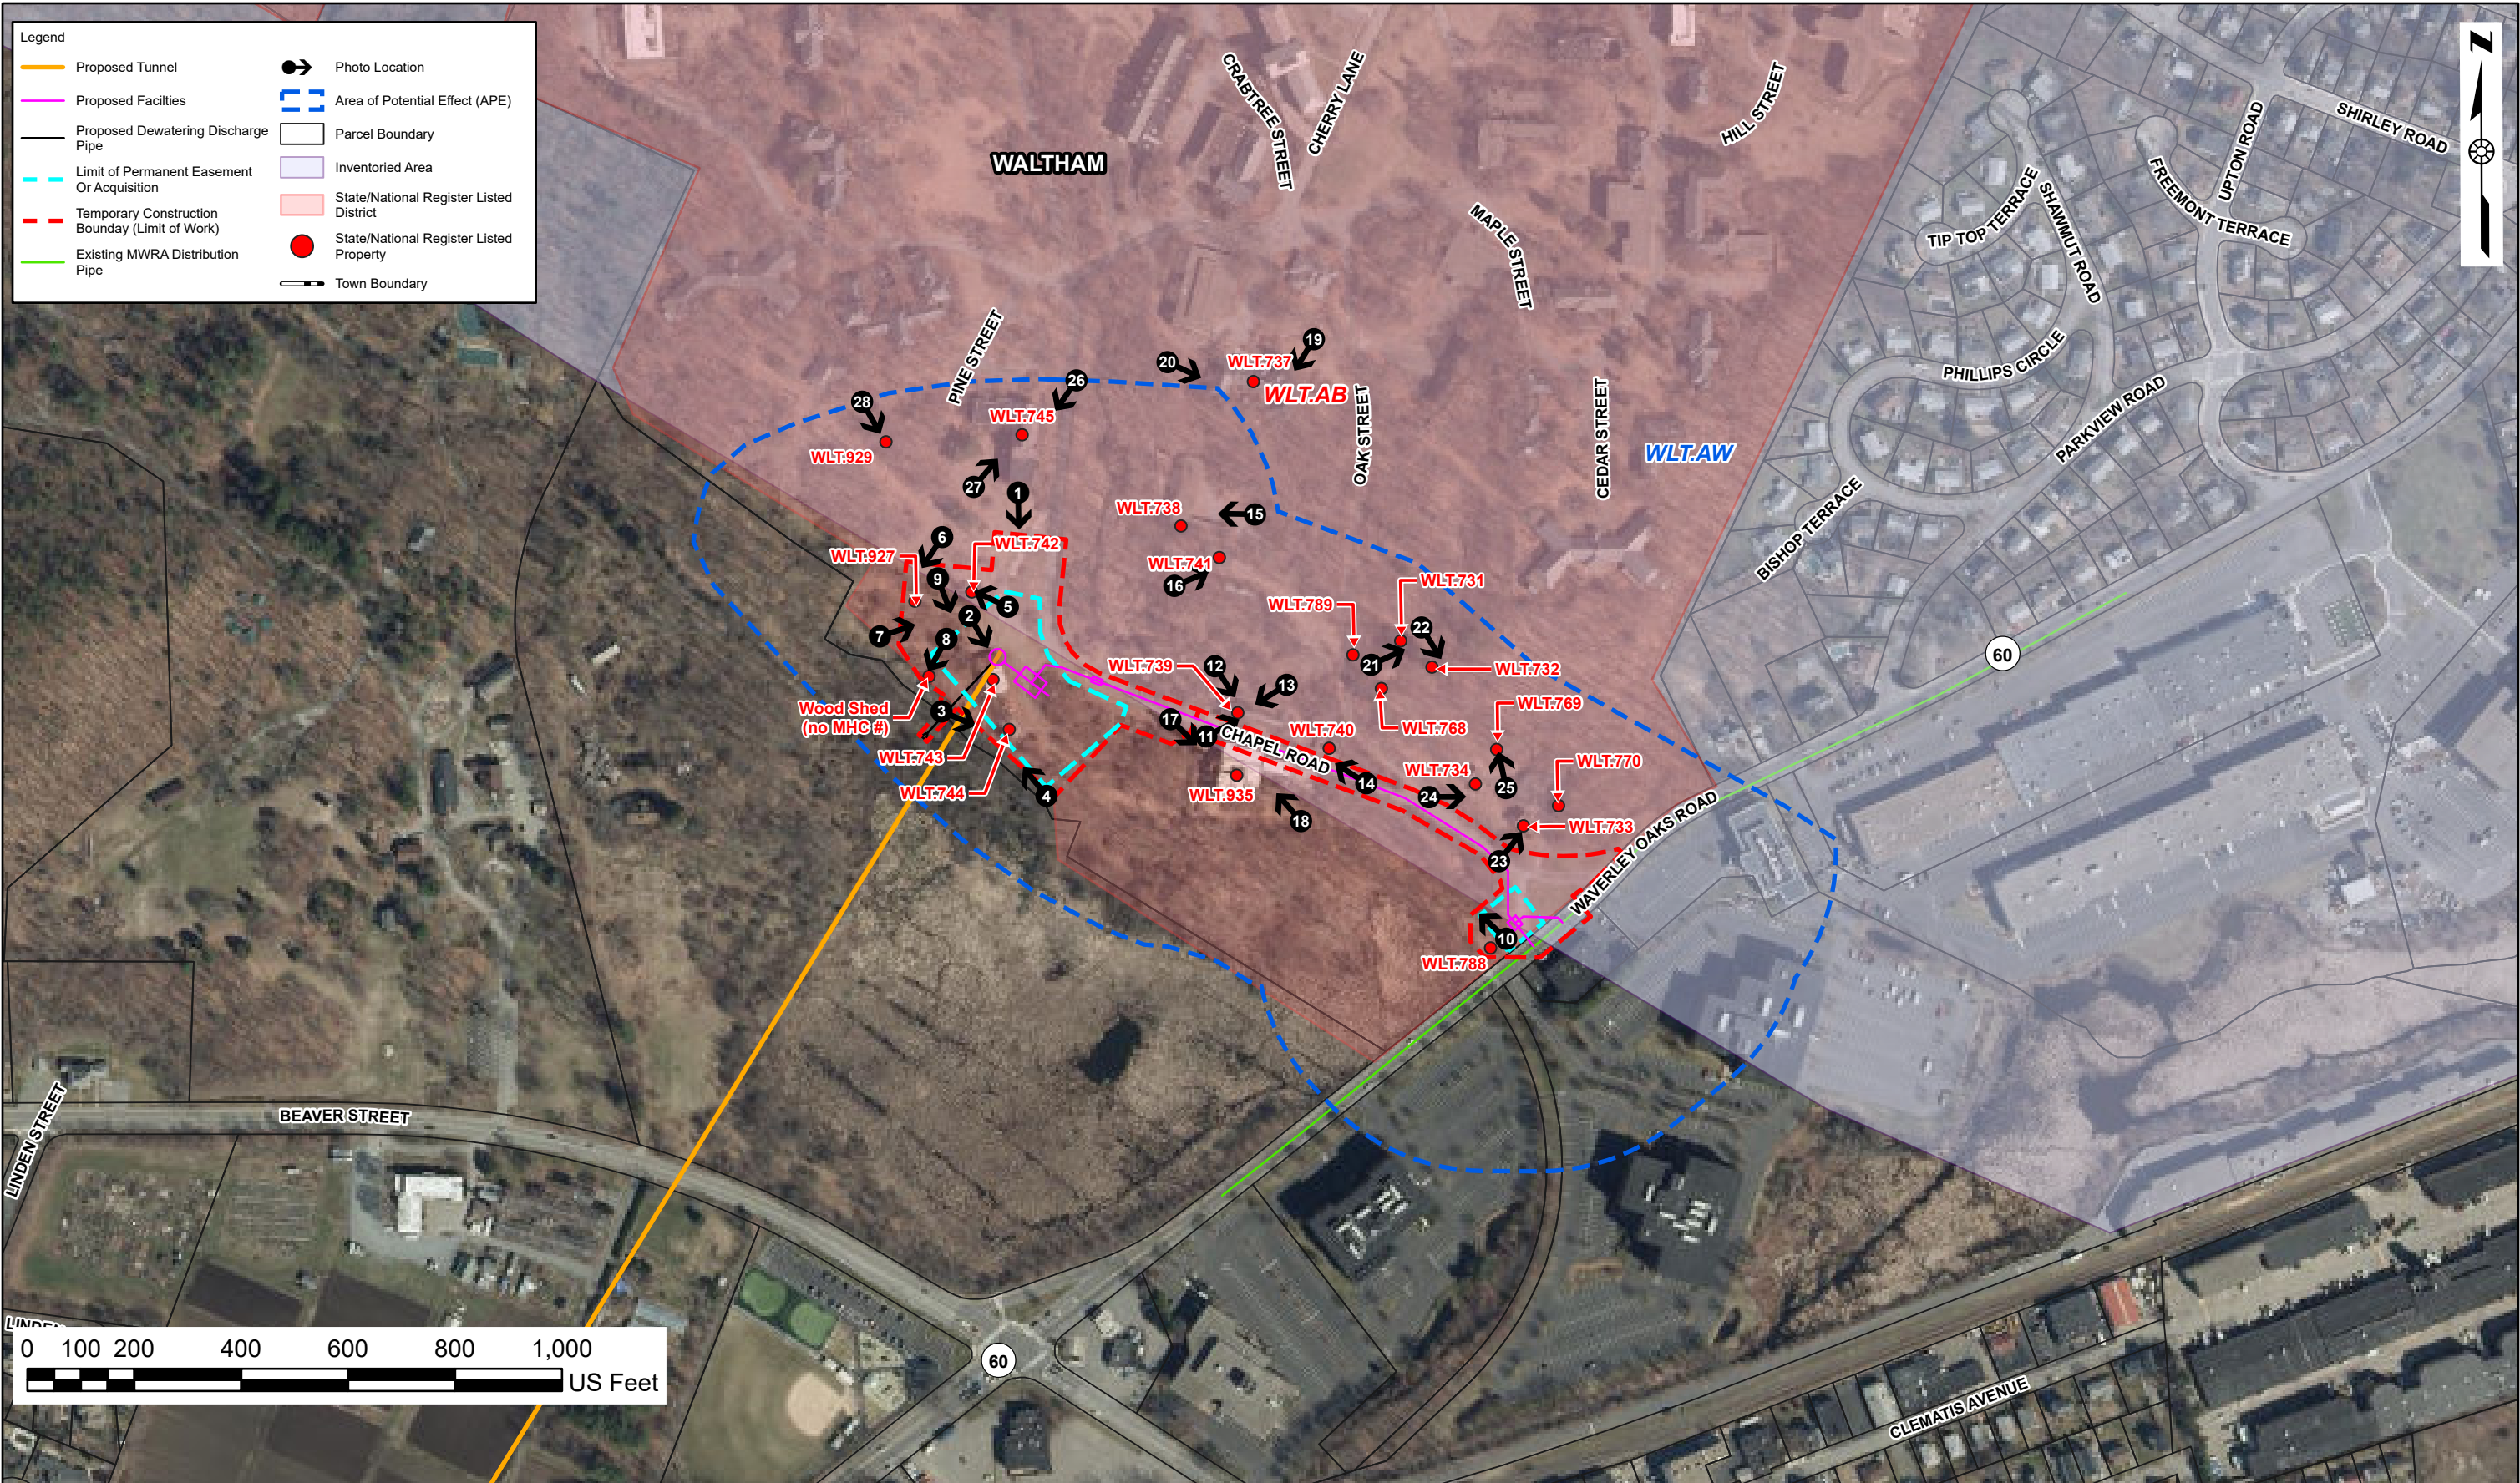 Legend
Proposed Tunnel
Proposed Facilties
Proposed Dewatering Discharge
Pipe
Limit of Permanent Easement
Or Acquisition
Temporary Construction
Bounday (Limit of Work)
Existing MWRA Distribution
Pipe
Photo Location
Area of Potential Effect (APE)
Parcel Boundary
Inventoried Area
State/National Register Listed
District
State/National Register Listed
Property
Town Boundary
N
WALTHAM
CRABTREE STREET
CHERRY LANE
HILL STREET
MAPLE STREET
SHIRLEY ROAD
UPTON ROAD
FREEMONT TERRACE
TIP TOP TERRACE
SHAWMUT ROAD
PHILLIPS CIRCLE
PARKVIEW ROAD
BISHOP TERRACE
PINE STREET
OAK STREET
CEDAR STREET
19
20
WLT.737
WLT.AB
26
28
WLT.745
WLT.929
WLT.AW
27
1
WLT.738
15
6
WLT.742
WLT.927
WLT.741
16
9
5
WLT.731
WLT.789
2
22
7
8
21
WLT.732
60
WLT.739
12
13
WLT.769
Wood Shed
(no MHC #)
3
17
11
CHAPEL ROAD
WLT.740
WLT.768
WLT.743
WLT.734
WLT.770
WLT.744
4
WLT.935
14
24
25
18
WLT.733
23
WAVERLEY OAKS ROAD
10
WLT.788
BEAVER STREET
LINDEN STREET
60
CLEMATIS AVENUE
0 100 200 400 600 800 1,000
US Feet